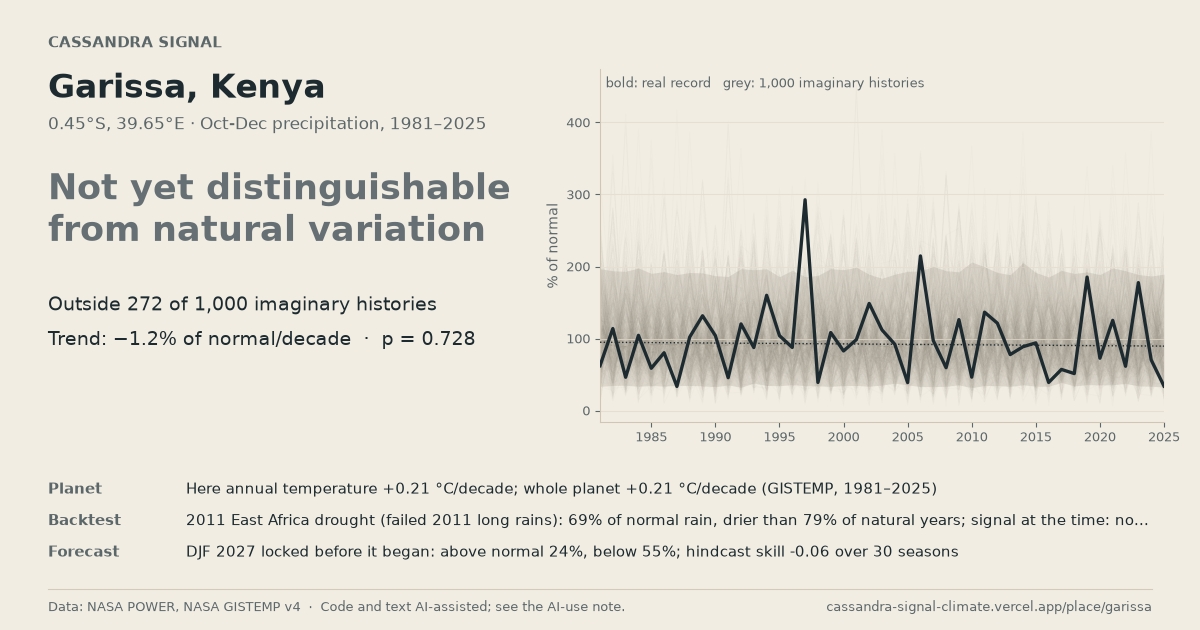 CASSANDRA SIGNAL
Garissa, Kenya
0.45°S, 39.65°E · Oct-Dec precipitation, 1981–2025
Not yet distinguishable
from natural variation
Outside 272 of 1,000 imaginary histories
Trend: −1.2% of normal/decade · p = 0.728
bold: real record grey: 1,000 imaginary histories
% of normal
400
300
200
100
0
1985 1990 1995 2000 2005 2010 2015 2020 2025
Planet Here annual temperature +0.21 °C/decade; whole planet +0.21 °C/decade (GISTEMP, 1981–2025)
Backtest 2011 East Africa drought (failed 2011 long rains): 69% of normal rain, drier than 79% of natural years; signal at the time: no…
Forecast DJF 2027 locked before it began: above normal 24%, below 55%; hindcast skill -0.06 over 30 seasons
Data: NASA POWER, NASA GISTEMP v4 · Code and text AI-assisted; see the AI-use note. cassandra-signal-climate.vercel.app/place/garissa